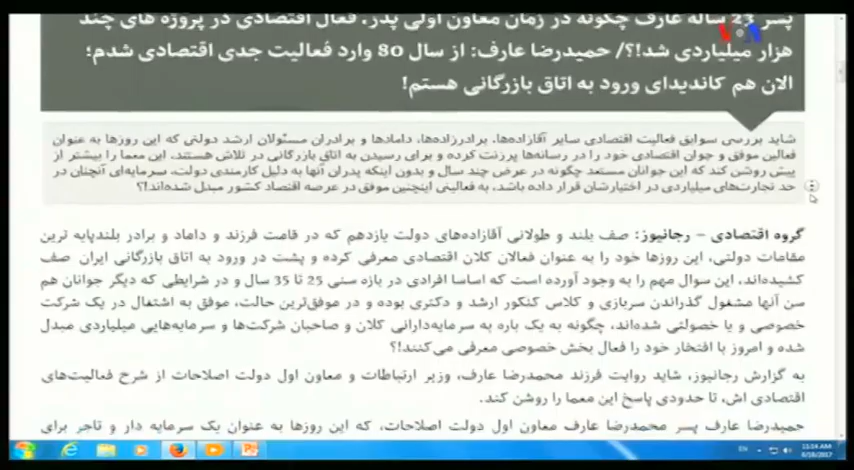 پسر 23 ساله عارف چگونه در زمان معاون اولی پدر، فعال اقتصادی در پروژه های چند
هزار میلیاردی شد!؟/ حمیدرضا عارف: از سال 80 وارد فعالیت جدی اقتصادی شدم؛
الان هم کاندیدای ورود به اتاق بازرگانی هستم!
VOA
شاید بررسی سوابق فعالیت اقتصادی سایر آقازاده‌ها، برادرزاده‌ها، دامادها و برادران مسئولان ارشد دولتی که این روزها به عنوان
فعالین موفق و جوان اقتصادی خود را در رسانه‌ها پرزنت کرده و برای رسیدن به اتاق بازرگانی در تلاش هستند، این معما را بیشتر از
پیش روشن کند که این جوانان مستعد چگونه در عرض چند سال و بدون اینکه پدران آنها به دلیل کارمندی دولت، سرمایه‌ای آنچنان در
حد تجارت‌های میلیاردی در اختیارشان قرار داده باشد، به فعالیتی اینچنین موفق در عرصه اقتصاد کشور مبدل شده‌اند!؟
گروه اقتصادی – رجانیوز: صف بلند و طولانی آقازاده‌های دولت یازدهم که در قامت فرزند و داماد و برادر بلندپایه ترین
مقامات دولتی، این روزها خود را به عنوان فعالان کلان اقتصادی معرفی کرده و پشت در ورود به اتاق بازرگانی ایران صف
کشیده‌اند، این سوال مهم را به وجود آورده است که اساسا افرادی در بازه سنی 25 تا 35 سال و در شرایطی که دیگر جوانان هم
سن آنها مشغول گذراندن سربازی و کلاس کنکور ارشد و دکتری بوده و در موفق‌ترین حالت، موفق به اشتغال در یک شرکت
خصوصی و یا خصولتی شده‌اند، چگونه به یک باره به سرمایه‌دارانی کلان و صاحبان شرکت‌ها و سرمایه‌هایی میلیاردی مبدل
شده و امروز با افتخار خود را فعال بخش خصوصی معرفی می‌کنند!؟
به گزارش رجانیوز، شاید روایت فرزند محمدرضا عارف، وزیر ارتباطات و معاون اول دولت اصلاحات از شرح فعالیت‌های
اقتصادی اش، تا حدودی پاسخ این معما را روشن کند.
حمیدرضا عارف پسر محمدرضا عارف معاون اول دولت اصلاحات، که این روزها به عنوان یک سرمایه دار و تاجر برای
EN
11:14 AM
6/18/2017